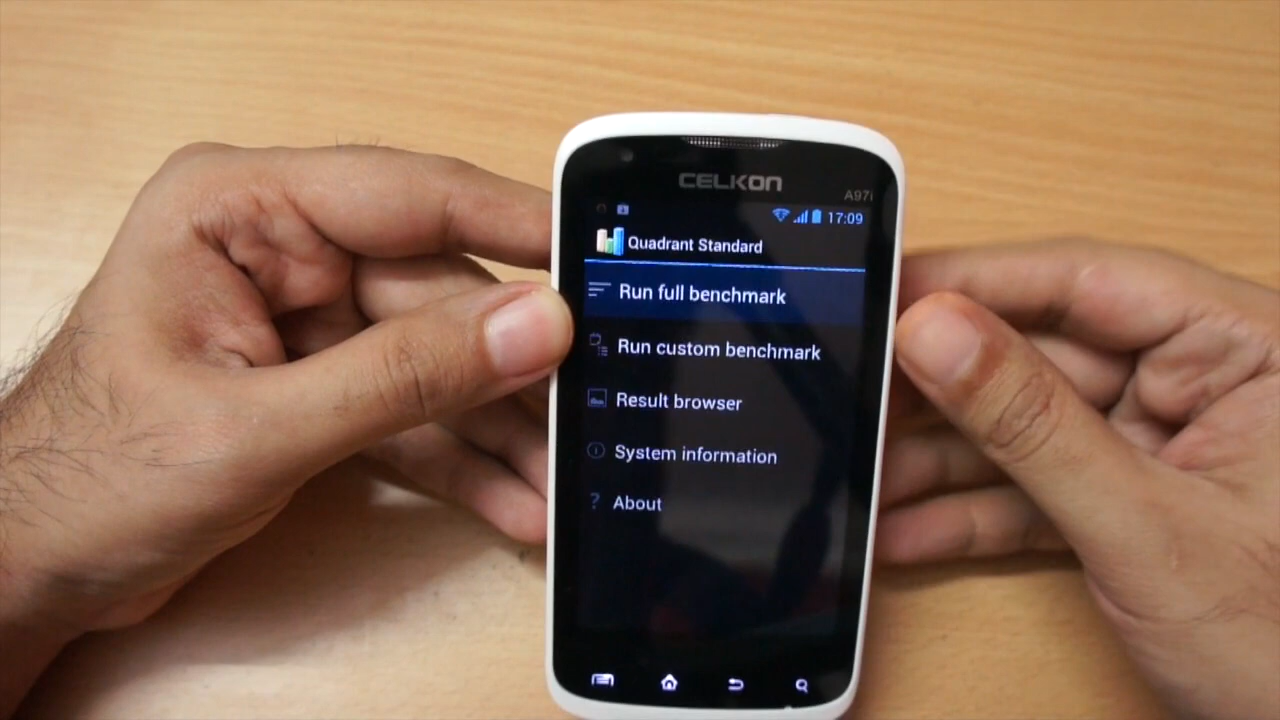 CELKON
A97i
17:09
Quadrant Standard
Run full benchmark
Run custom benchmark
Result browser
System information
? About